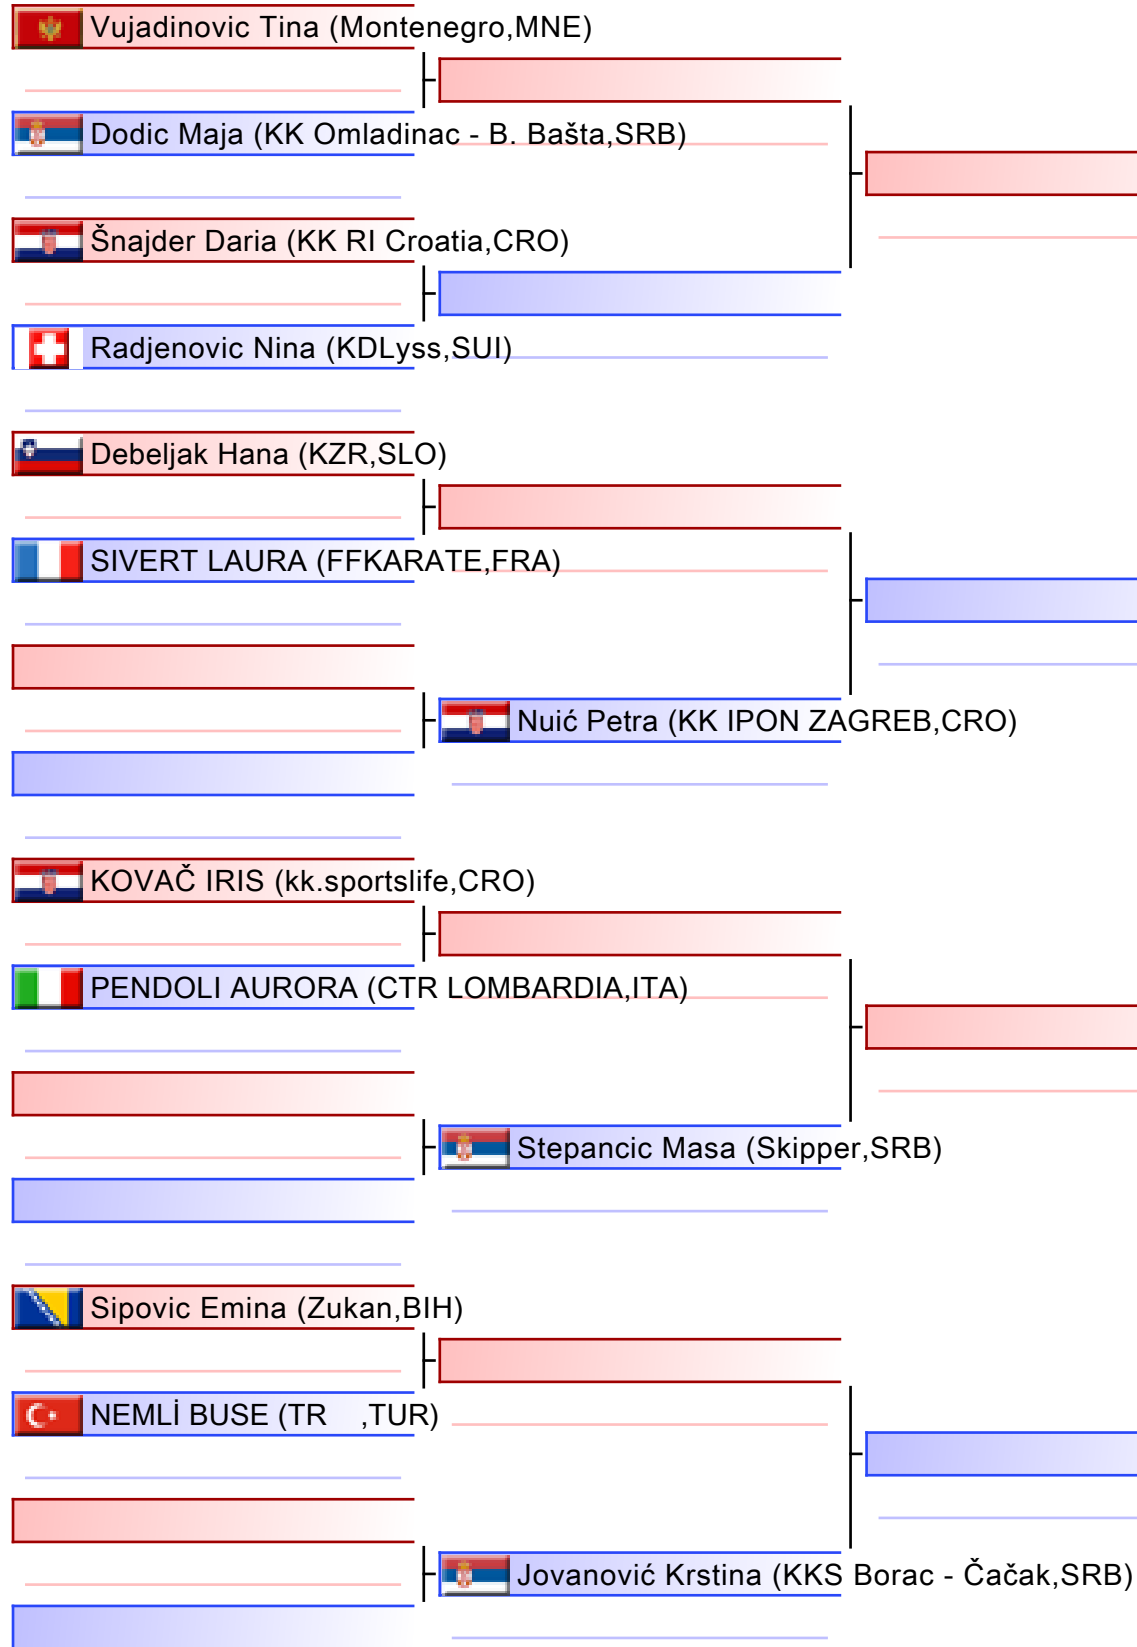 Vujadinovic Tina (Montenegro,MNE)
Dodic Maja (KK Omladinac - B. Bašta,SRB)
Šnajder Daria (KK RI Croatia,CRO)
Radjenovic Nina (KDLyss,SUI)
Debeljak Hana (KZR,SLO)
SIVERT LAURA (FFKARATE,FRA)
Nuić Petra (KK IPON ZAGREB,CRO)
KOVAČ IRIS (kk.sportslife,CRO)
PENDOLI AURORA (CTR LOMBARDIA,ITA)
Stepancic Masa (Skipper,SRB)
Sipovic Emina (Zukan,BIH)
NEMLİ BUSE (TR ,TUR)
Jovanović Krstina (KKS Borac - Čačak,SRB)